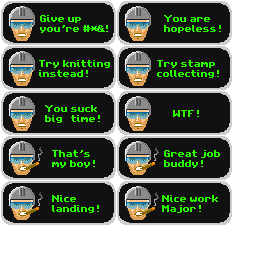 Give up
you're #*&!
You are
hopeless!
Try knitting
instead!
Try stamp
collecting!
You suck
big time!
WTF!
That's
my boy!
Great job
buddy!
Nice
landing!
Nice work
Major!